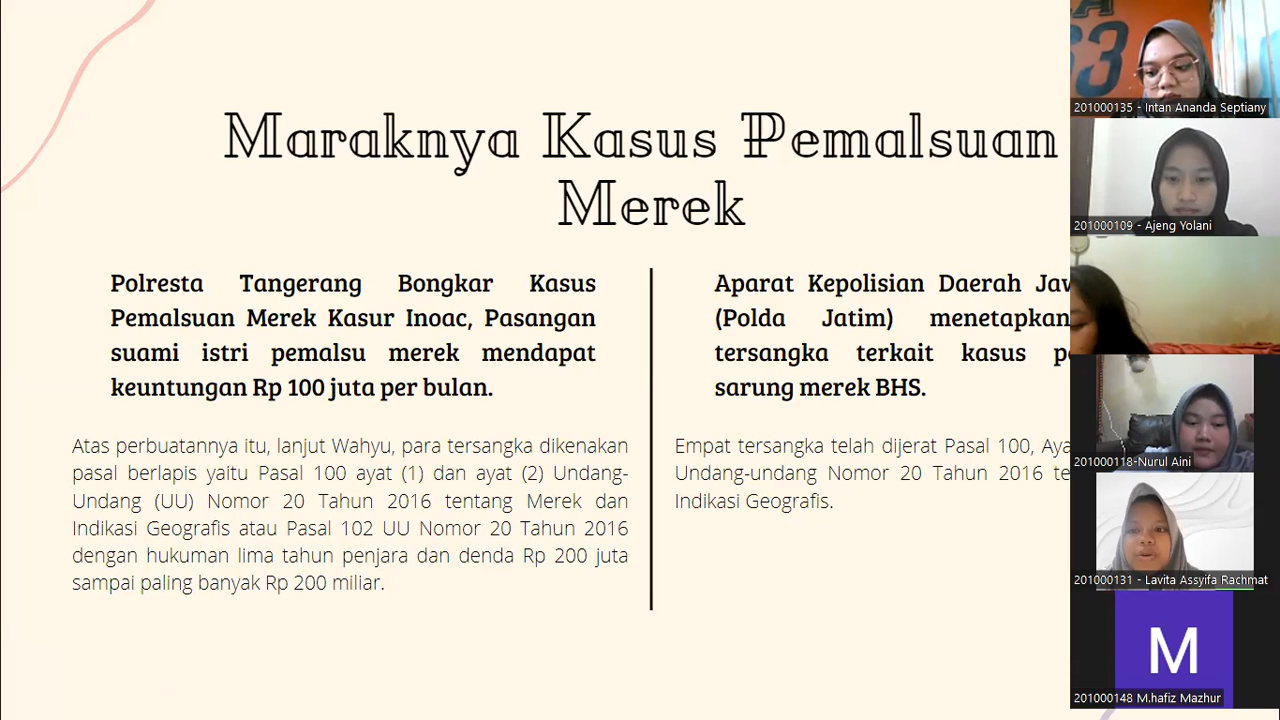 Maraknya Kasus Pemalsuan
Merek
Polresta Tangerang Bongkar Kasus
Pemalsuan Merek Kasur Inoac, Pasangan
suami istri pemalsu merek mendapat
keuntungan Rp 100 juta per bulan.
Atas perbuatannya itu, lanjut Wahyu, para tersangka dikenakan
pasal berlapis yaitu Pasal 100 ayat (1) dan ayat (2) Undang-
Undang (UU) Nomor 20 Tahun 2016 tentang Merek dan
Indikasi Geografis atau Pasal 102 UU Nomor 20 Tahun 2016
dengan hukuman lima tahun penjara dan denda Rp 200 juta
sampai paling banyak Rp 200 miliar.
Aparat Kepolisian Daerah
(Polda Jatim) menetapkan
tersangka terkait kasus
sarung merek BHS.
Empat tersangka telah dijerat Pasal 100,
Undang-undang Nomor 20 Tahun 2016
Indikasi Geografis.
63
201000135 - Intan Ananda Septiany
201000109 - Ajeng Yolani
201000118-Nurul Aini
201000131 - Lavita Assyifa Rachmat
M
201000148 M.hafiz Mazhur